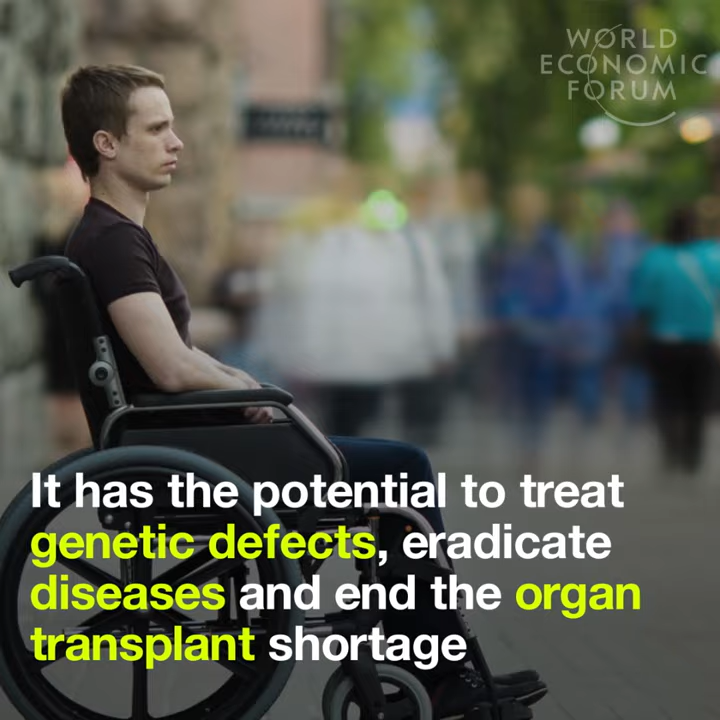 WORLD
ECONOMIC
FORUM
It has the potential to treat
genetic defects, eradicate
diseases and end the organ
transplant shortage